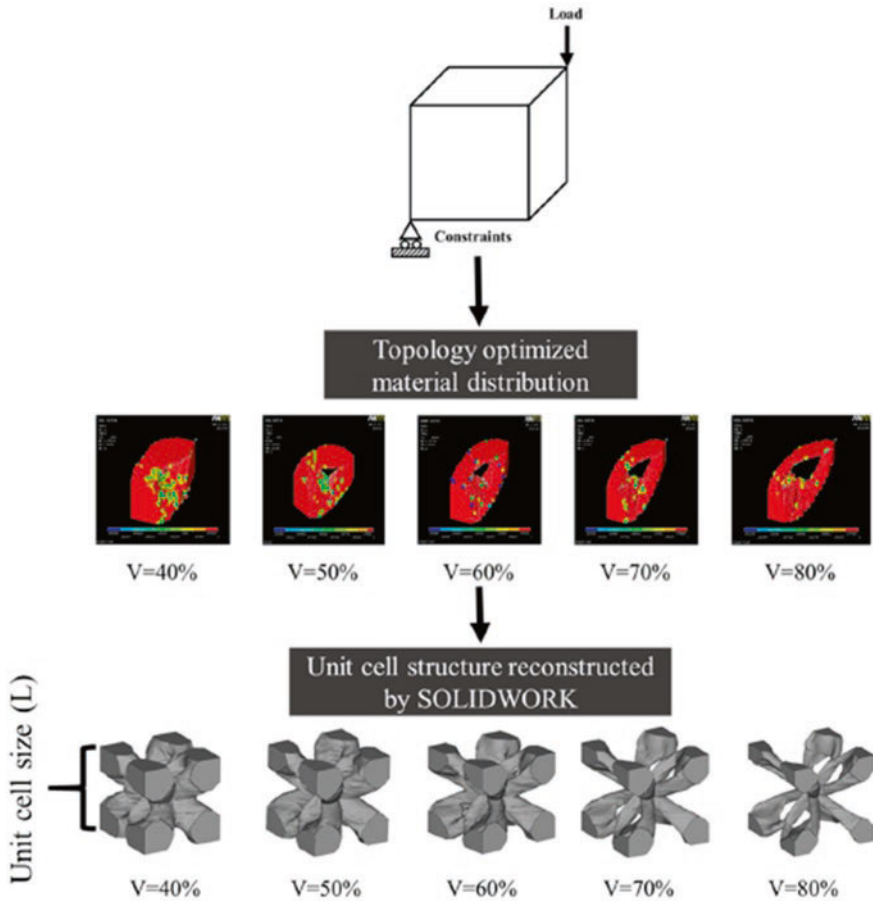 Load
Constraints
Topology optimized
material distribution
V=40%
V=50%
V=60%
V=70%
V=80%
Unit cell structure reconstructed
by SOLIDWORK
Unit cell size (L)
V=40%
V=50%
V=60%
V=70%
V=80%